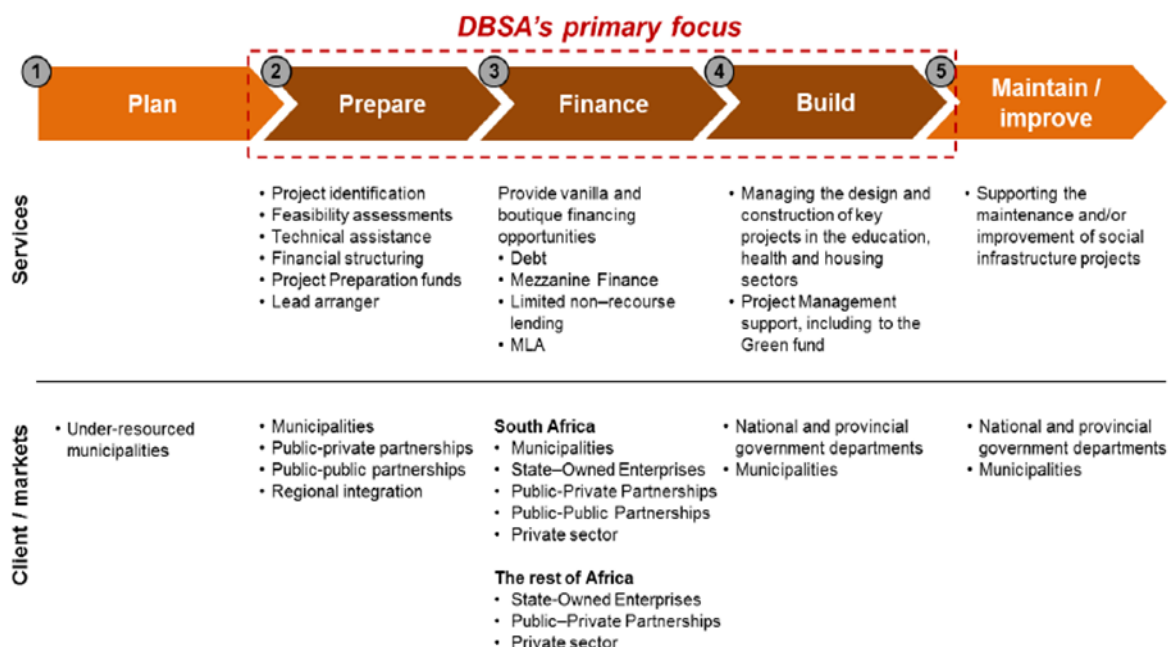 DBSA's primary focus
1
Plan
2
Prepare
3
Finance
4
Build
5
Maintain /
improve
Services
• Project identification
• Feasibility assessments
• Technical assistance
• Financial structuring
• Project Preparation funds
• Lead arranger
Provide vanilla and
boutique financing
opportunities
• Debt
• Mezzanine Finance
• Limited non–recourse
lending
• MLA
• Managing the design and
construction of key
projects in the education,
health and housing
sectors
• Project Management
support, including to the
Green fund
• Supporting the
maintenance and/or
improvement of social
infrastructure projects
Client / markets
• Under-resourced
municipalities
• Municipalities
• Public-private partnerships
• Public-public partnerships
• Regional integration
South Africa
• Municipalities
• State–Owned Enterprises
• Public-Private Partnerships
• Public-Public Partnerships
• Private sector
The rest of Africa
• State-Owned Enterprises
• Public–Private Partnerships
• Private sector
• National and provincial
government departments
• Municipalities
• National and provincial
government departments
• Municipalities